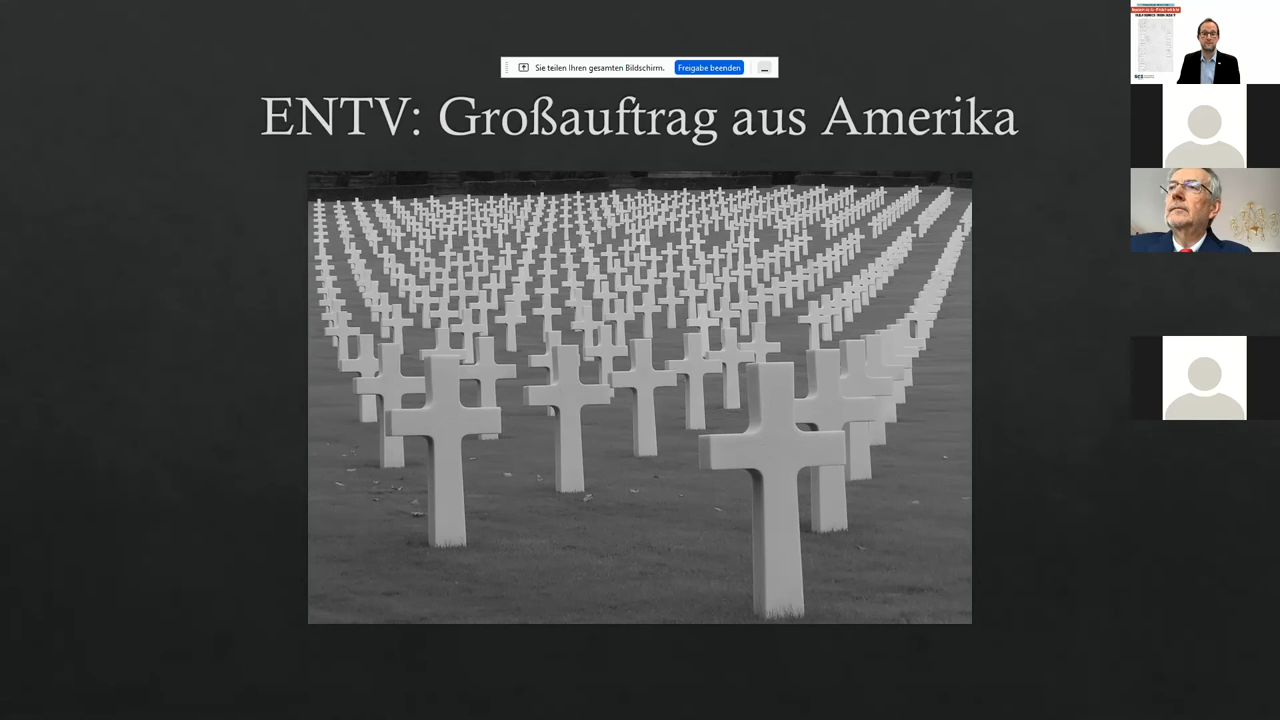 Sie teilen Ihren gesamten Bildschirm. Freigabe beenden
ENTV: Großauftrag aus Amerika